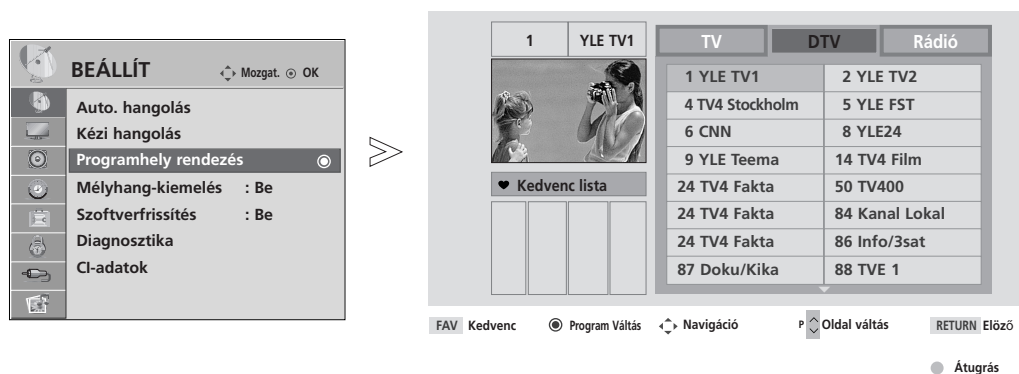 BEÁLLÍT
Mozgat. OK
Auto. hangolás
Kézi hangolás
Programhely rendezés
Mélyhang-kiemelés : Be
Szoftverfrissítés : Be
Diagnosztika
CI-adatok
1 YLE TV1
Kedvenc lista
TV DTV Rádió
1 YLE TV1 2 YLE TV2
4 TV4 Stockholm 5 YLE FST
6 CNN 8 YLE24
9 YLE Teema 14 TV4 Film
24 TV4 Fakta 50 TV400
24 TV4 Fakta 84 Kanal Lokal
24 TV4 Fakta 86 Info/3sat
87 Doku/Kika 88 TVE 1
FAV Kedvenc Program Váltás Navigáció P Oldal váltás RETURN Elöző
Átugrás